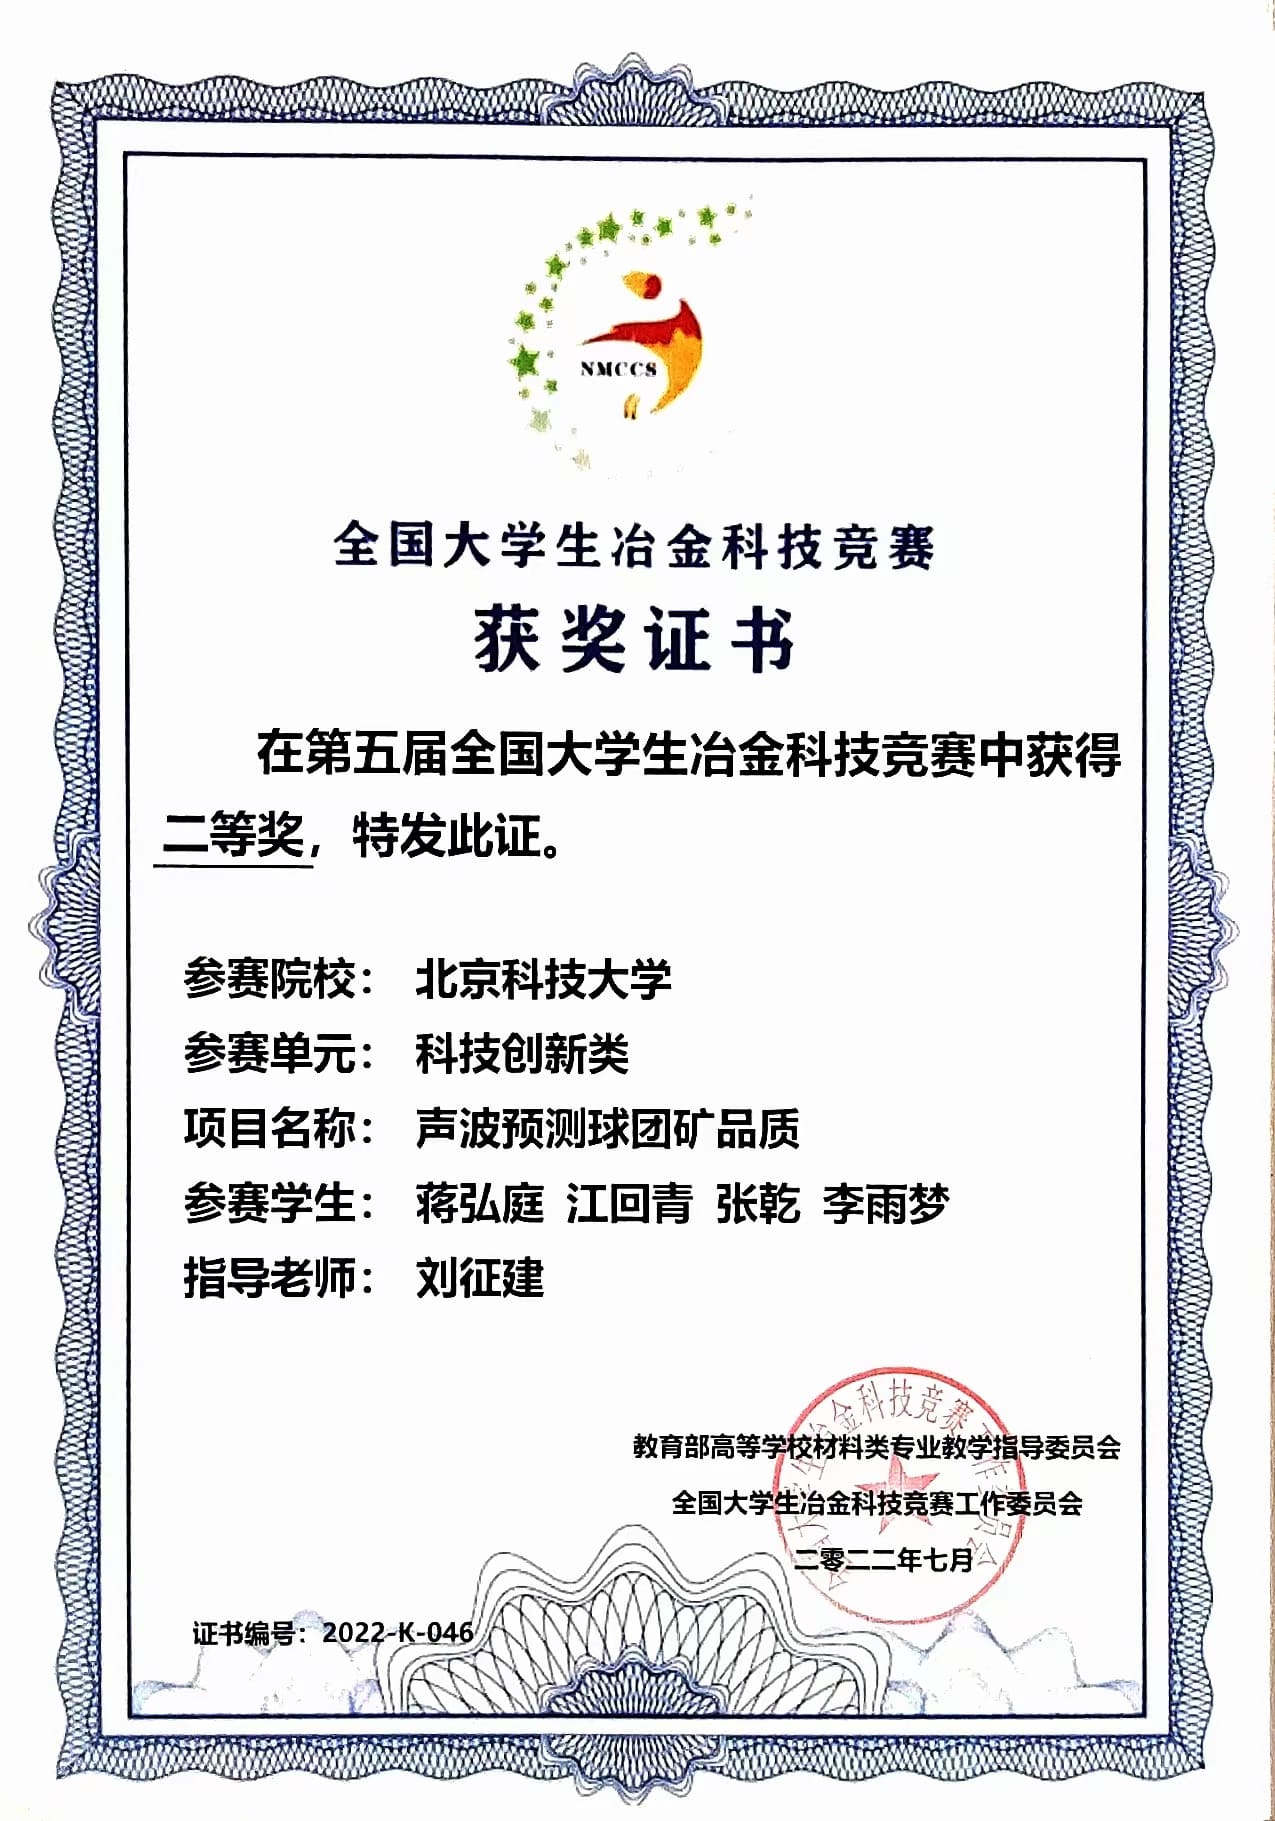 NMCCS
全国大学生冶金科技竞赛
获奖证书
在第五届全国大学生冶金科技竞赛中获得
二等奖，特发此证。
参赛院校： 北京科技大学
参赛单元： 科技创新类
项目名称： 声波预测球团矿品质
参赛学生： 蒋弘庭 江回青 张乾 李雨梦
指导老师： 刘征建
教育部高等学校材料类专业教学指导委员会
全国大学生冶金科技竞赛工作委员会
二零二二年七月
全国大学生冶金科技竞赛工作委员会
证书编号：2022-K-046